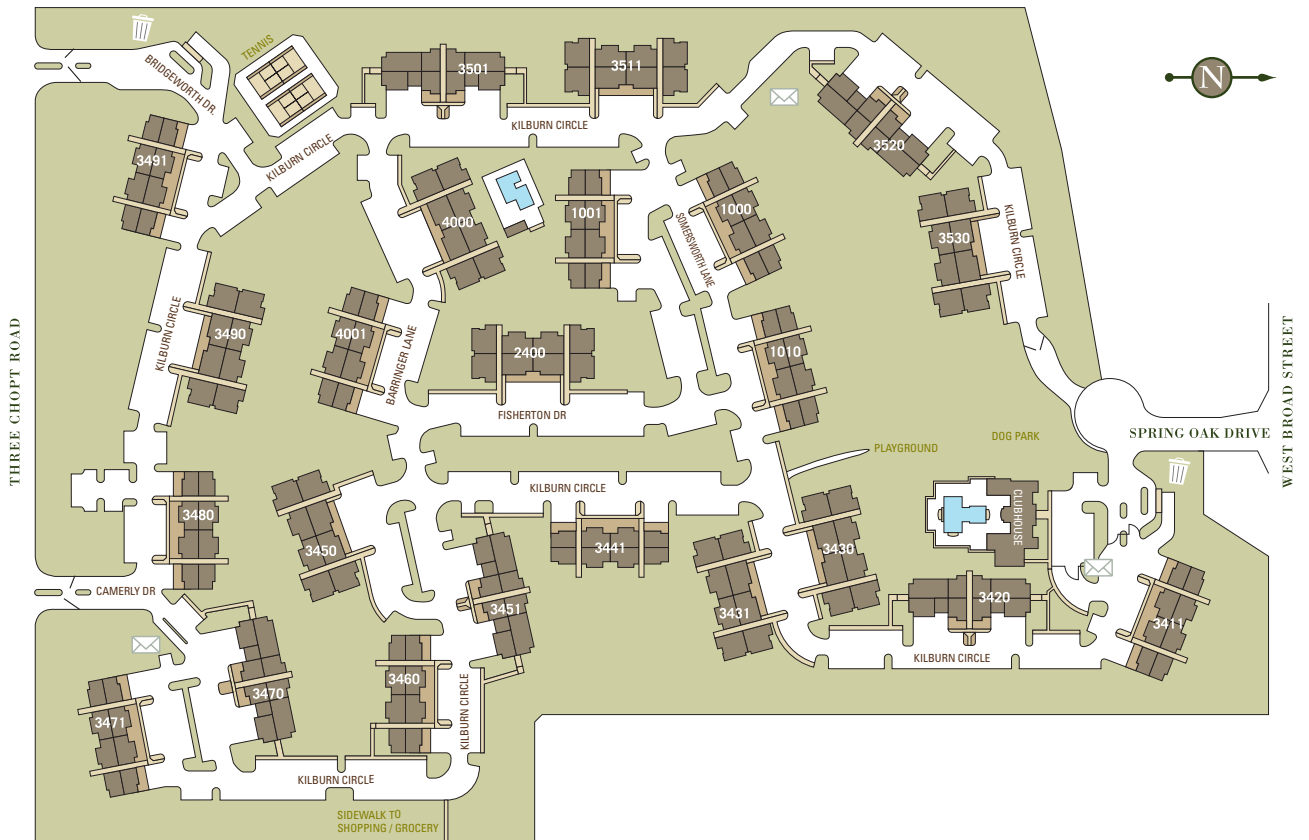 TENNIS
BRIDGEWORTH DR.
3501
3511
N
KILBURN CIRCLE
KILBURN CIRCLE
3491
3520
4000
1001
1000
SOMERSWORTH LANE
3530
KILBURN CIRCLE
3490
KILBURN CIRCLE
4001
BARRINGER LANE
2400
1010
THREE CHOPT ROAD
WEST BROAD STREET
FISHERTON DR
SPRING OAK DRIVE
DOG PARK
PLAYGROUND
KILBURN CIRCLE
3480
3450
3441
3430
CLUBHOUSE
CAMERLY DR
3451
3431
3420
3411
KILBURN CIRCLE
3460
3470
3471
KILBURN CIRCLE
KILBURN CIRCLE
SIDEWALK TO
SHOPPING / GROCERY